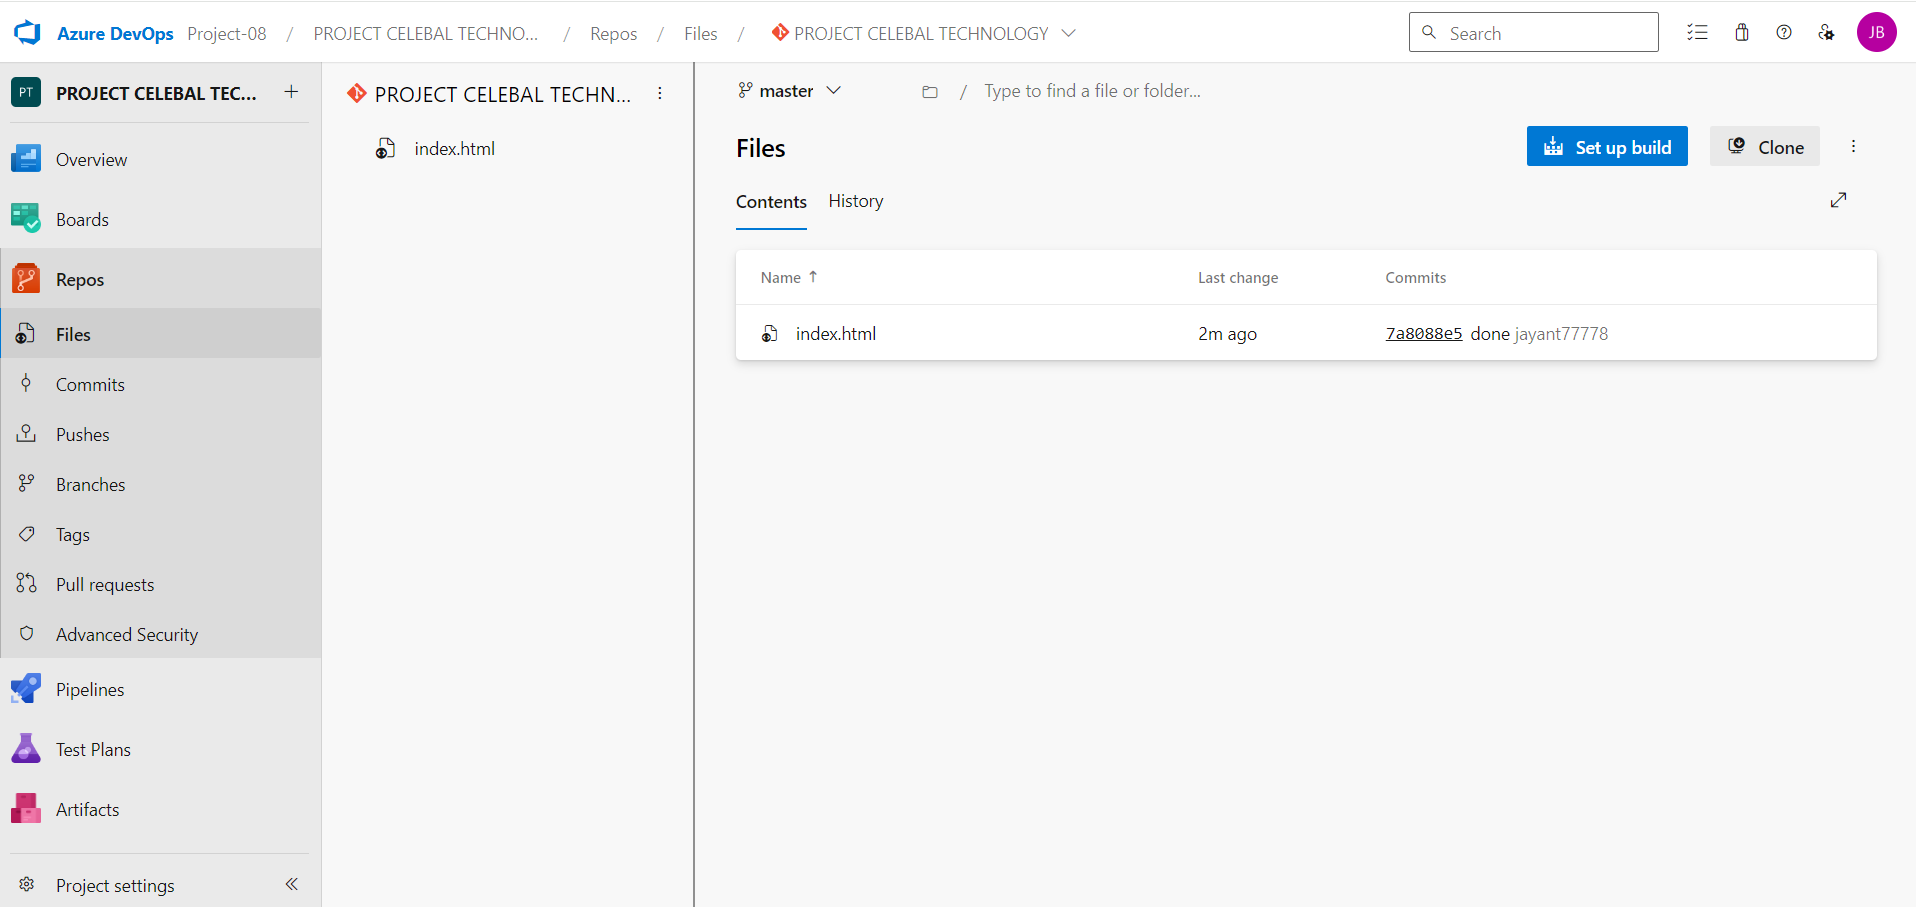 Azure DevOps Project-08 / PROJECT CELEBAL TECHNO... / Repos / Files / PROJECT CELEBAL TECHNOLOGY
Search
JB
PT PROJECT CELEBAL TEC... +
Overview
Boards
Repos
Files
Commits
Pushes
Branches
Tags
Pull requests
Advanced Security
Pipelines
Test Plans
Artifacts
Project settings
PROJECT CELEBAL TECHN...
index.html
master / Type to find a file or folder...
Files
Set up build
Clone
Contents History
Name ↑ Last change Commits
index.html 2m ago 7a8088e5 done jayant77778